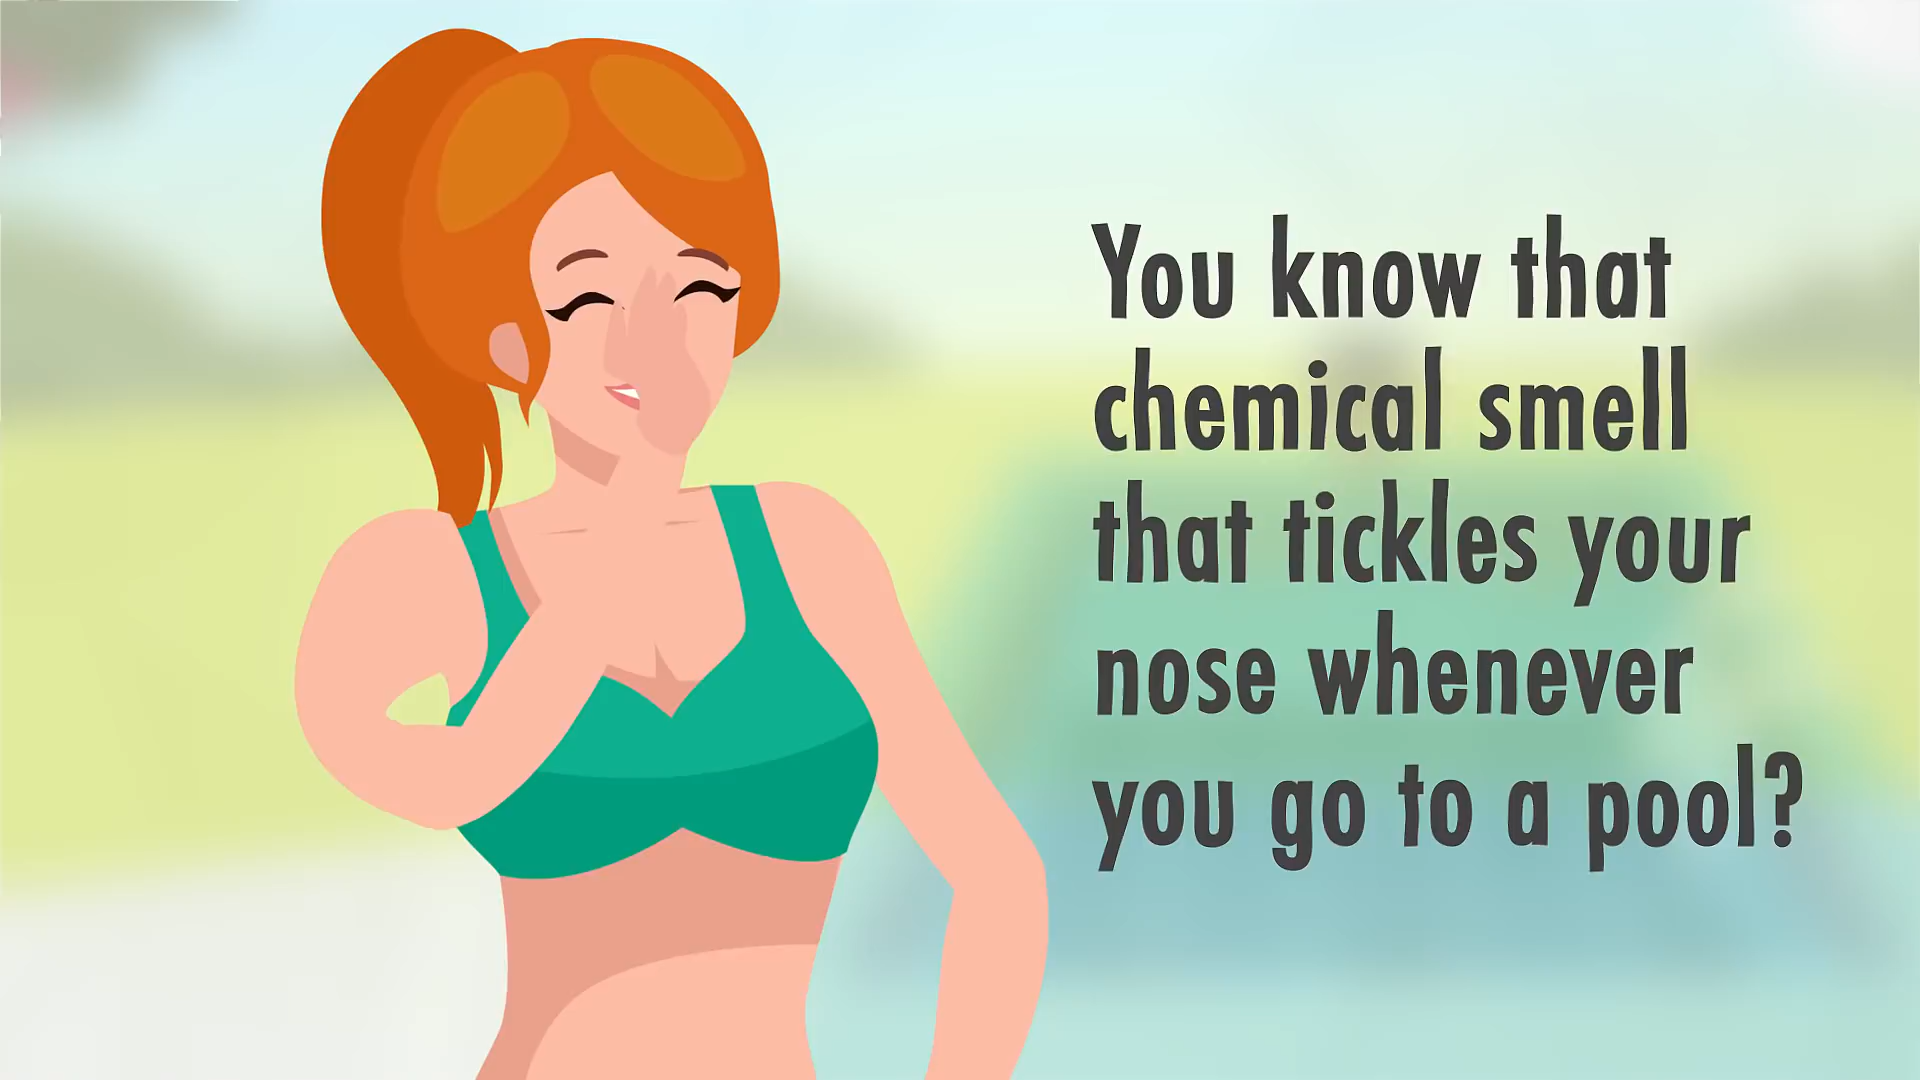 You know that
chemical smell
that tickles your
nose whenever
you go to a pool?